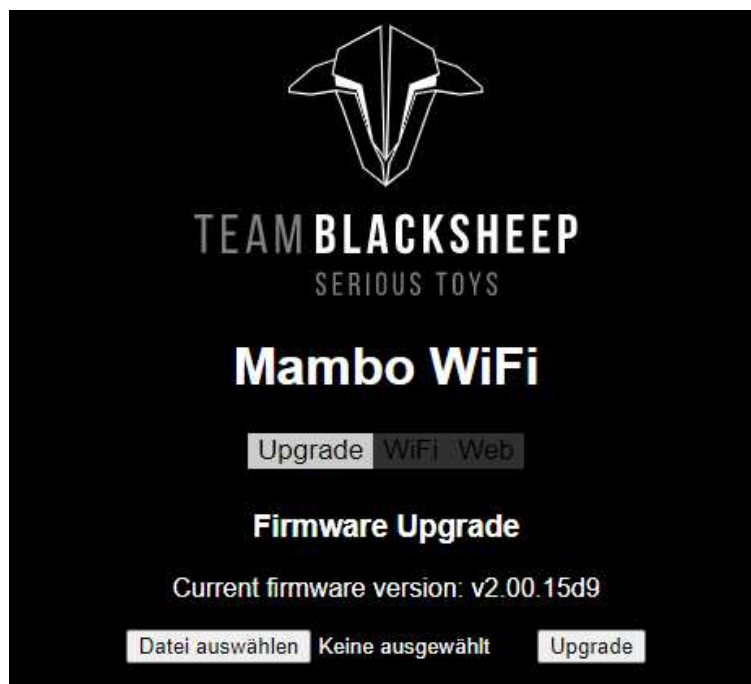 TEAM BLACKSHEEP
SERIOUS TOYS
Mambo WiFi
Upgrade WiFi Web
Firmware Upgrade
Current firmware version: v2.00.15d9
Datei auswählen Keine ausgewählt Upgrade